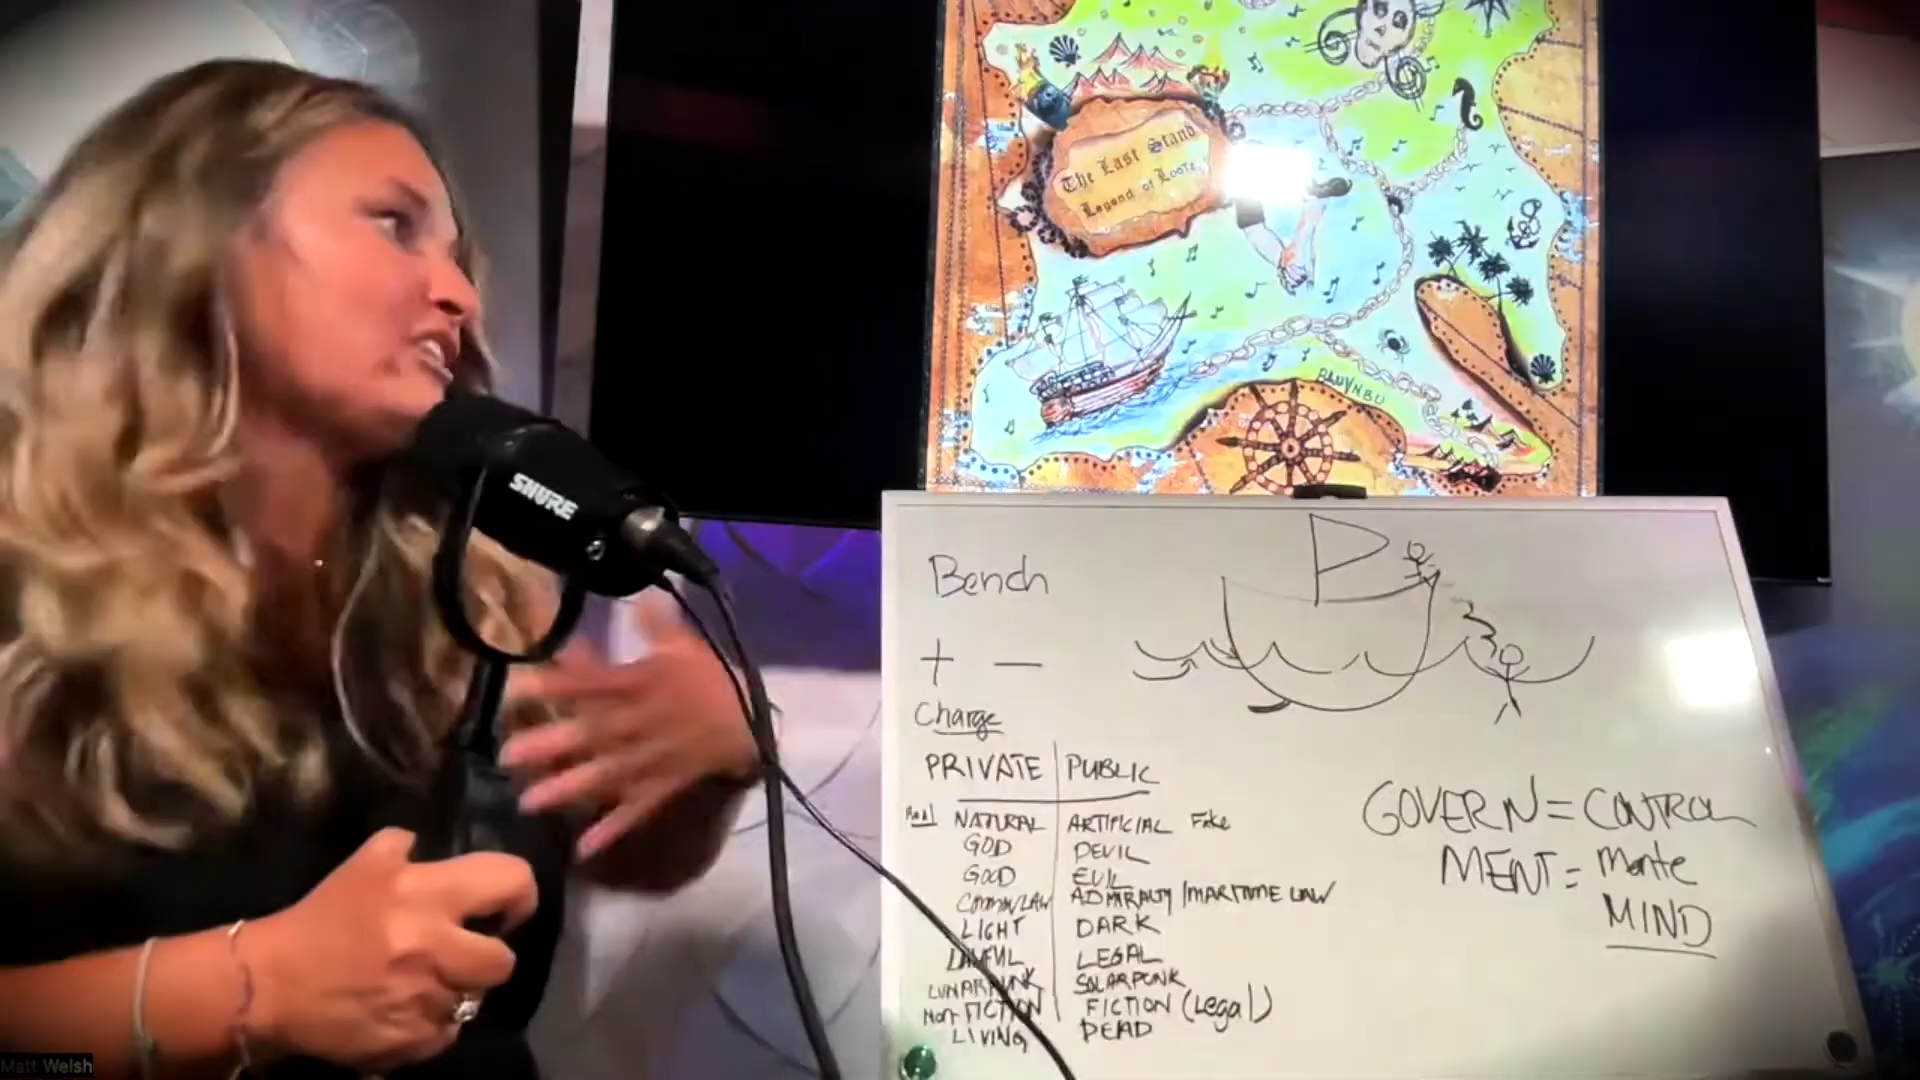 The Last Stand
Legend of Loote
BAUVNBU
SHURE
Bench
+ −
Charge
PRIVATE PUBLIC
Real NATURAL ARTIFICIAL Fake
GOD DEVIL
GOOD EVIL
COMMON LAW ADMIRALTY/MARITIME LAW
LIGHT DARK
LAWFUL LEGAL
LUNARPUNK SOLARPUNK
Non-FICTION FICTION (Legal)
LIVING DEAD
GOVERN = CONTROL
MENT = Mente
MIND
Matt Welsh